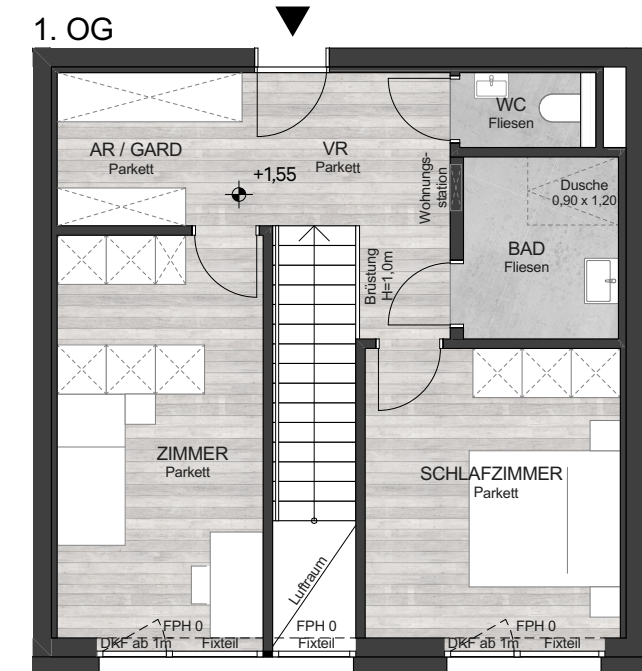 1. OG
WC
Fliesen
AR / GARD
Parkett
VR
Parkett
+1,55
Wohnungs-
station
Dusche
0,90 x 1,20
BAD
Fliesen
Brüstung
H=1,0m
ZIMMER
Parkett
SCHLAFZIMMER
Parkett
Luftraum
FPH 0
DKF ab 1m
Fixteil
FPH 0
Fixteil
FPH 0
DKF ab 1m
Fixteil